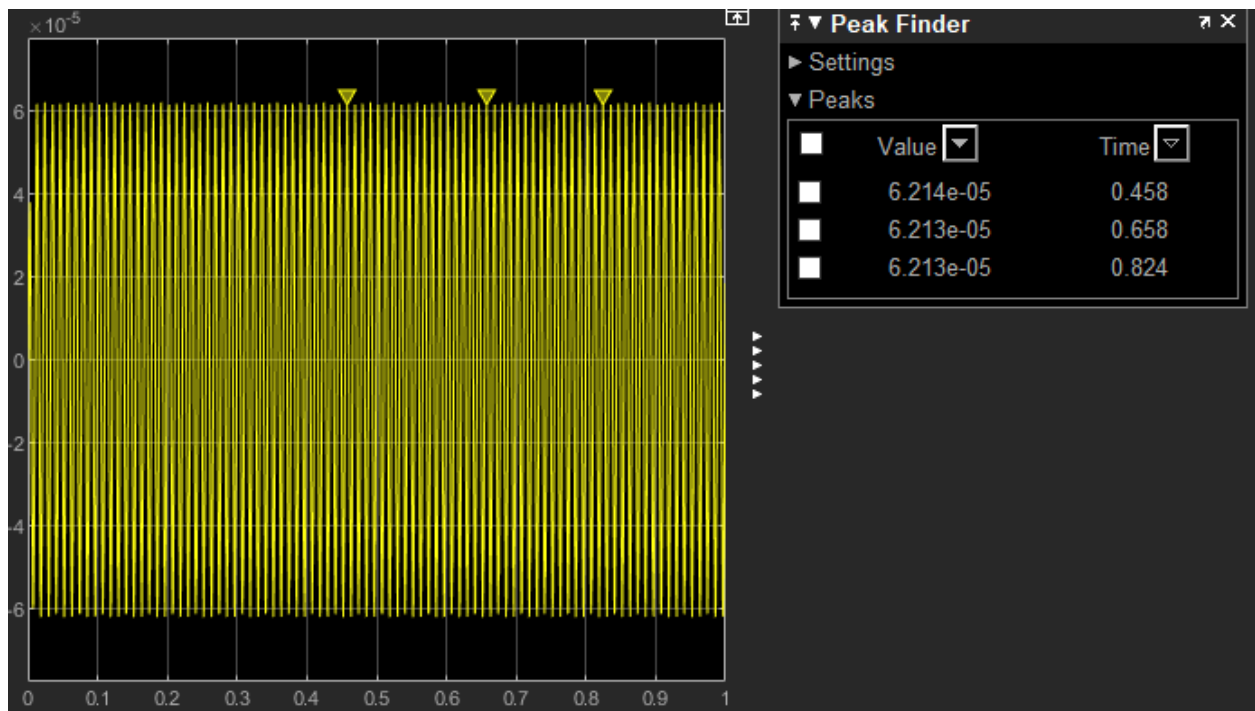 ×10-5
6
4
2
0
-2
-4
-6
0 0.1 0.2 0.3 0.4 0.5 0.6 0.7 0.8 0.9 1
Peak Finder
Settings
Peaks
Value Time
6.214e-05 0.458
6.213e-05 0.658
6.213e-05 0.824